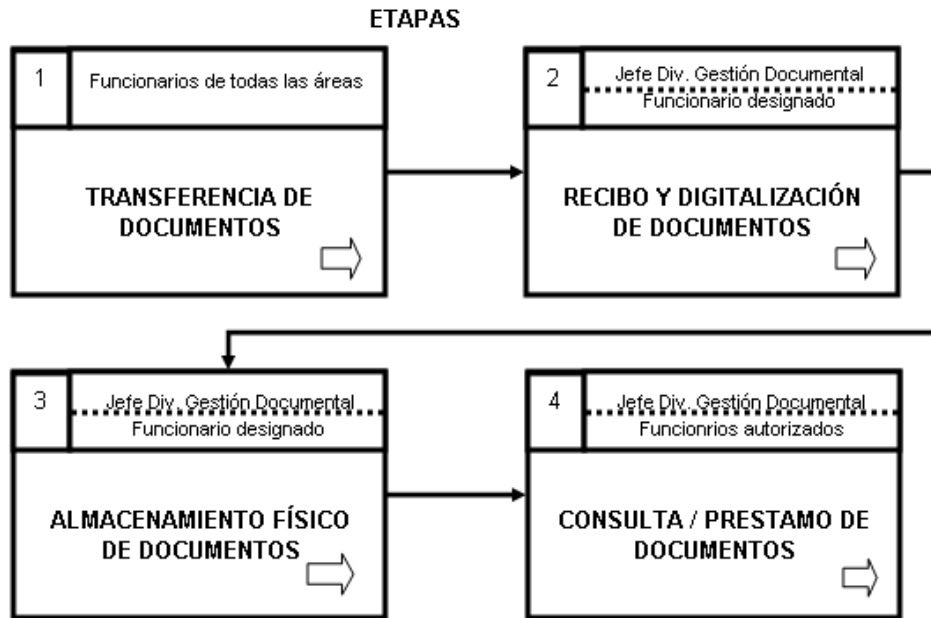 ETAPAS
1
Funcionarios de todas las áreas
TRANSFERENCIA DE
DOCUMENTOS
2
Jefe Div. Gestión Documental
Funcionario designado
RECIBO Y DIGITALIZACIÓN
DE DOCUMENTOS
3
Jefe Div. Gestión Documental
Funcionario designado
ALMACENAMIENTO FÍSICO
DE DOCUMENTOS
4
Jefe Div. Gestión Documental
Funcionrios autorizados
CONSULTA / PRESTAMO DE
DOCUMENTOS